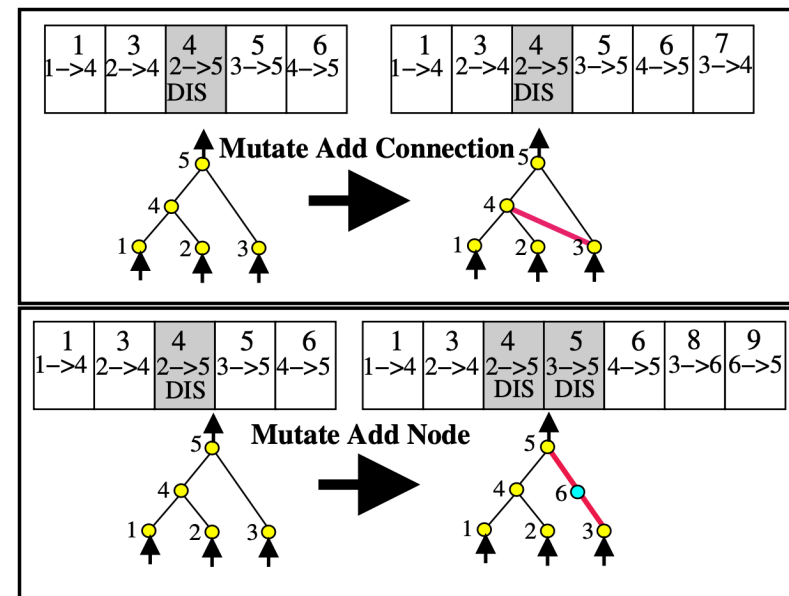 1 3 4 5 6
1->4 2->4 2->5 3->5 4->5
DIS
1 3 4 5 6 7
1->4 2->4 2->5 3->5 4->5 3->4
DIS
Mutate Add Connection
5
4
1 2 3
5
4
1 2 3
1 3 4 5 6
1->4 2->4 2->5 3->5 4->5
DIS
1 3 4 5 6 8 9
1->4 2->4 2->5 3->5 4->5 3->6 6->5
DIS DIS
Mutate Add Node
5
4
1 2 3
5
4 6
1 2 3